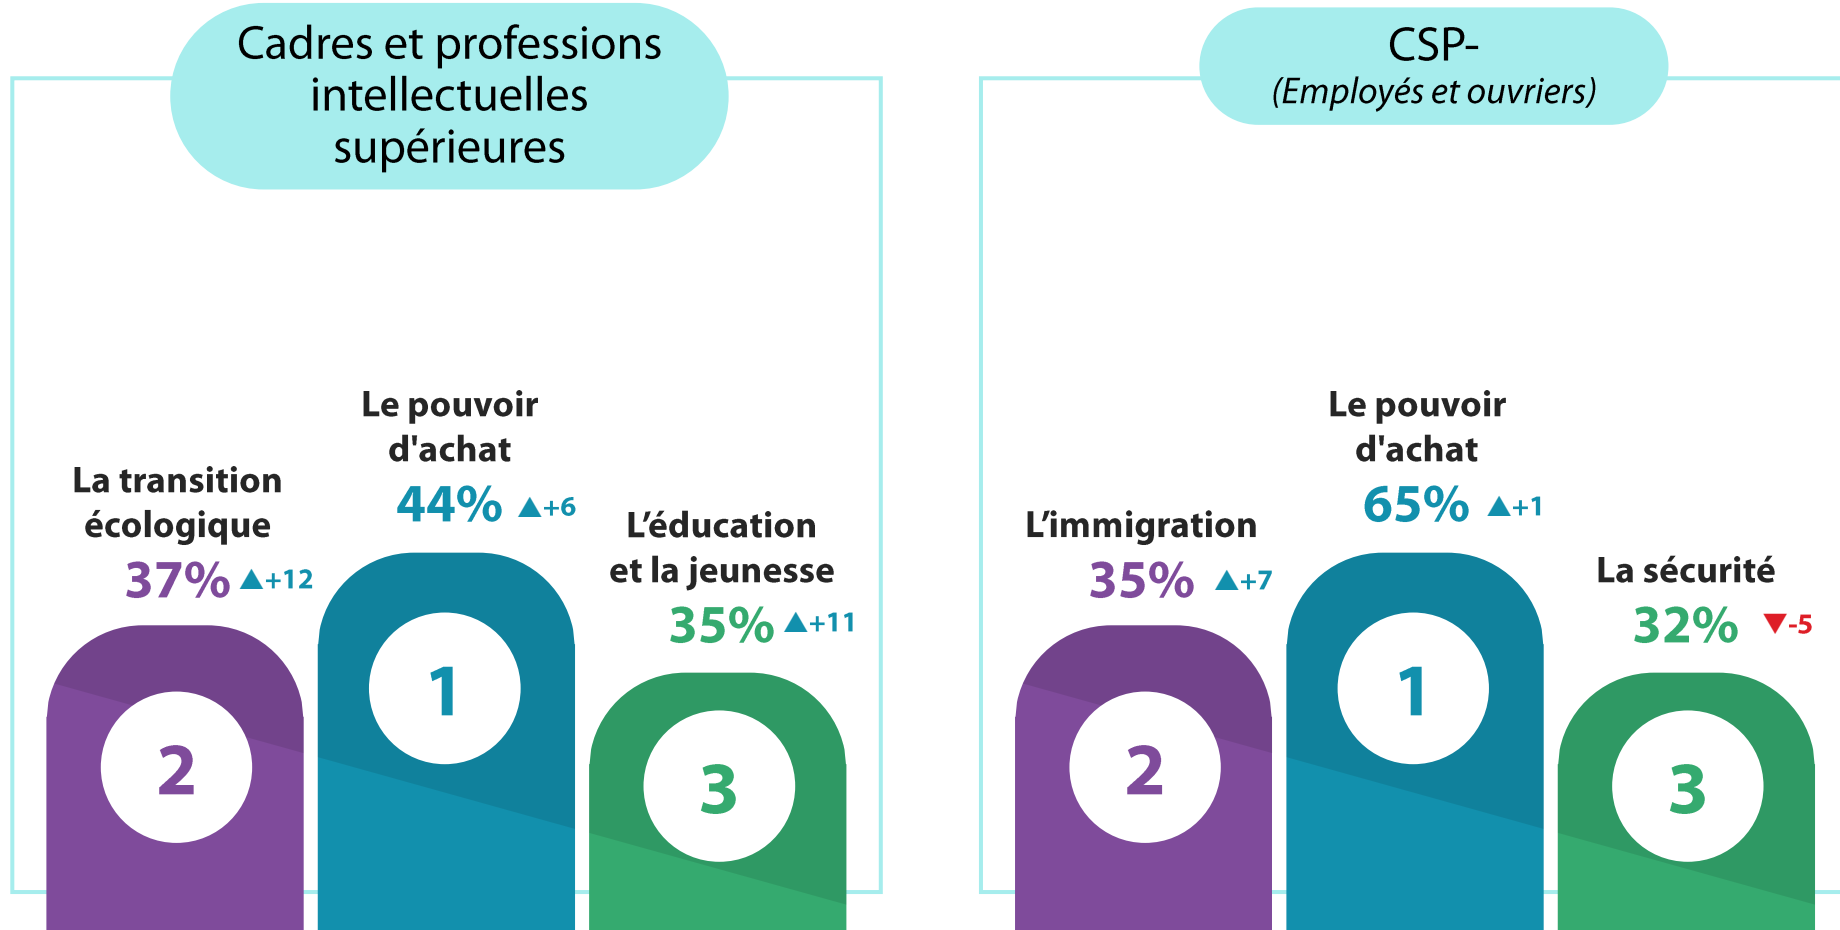 Cadres et professions
intellectuelles
supérieures
La transition
écologique
37% ▲+12
2
Le pouvoir
d'achat
44% ▲+6
1
L’éducation
et la jeunesse
35% ▲+11
3
CSP-
(Employés et ouvriers)
L’immigration
35% ▲+7
2
Le pouvoir
d'achat
65% ▲+1
1
La sécurité
32% ▼-5
3